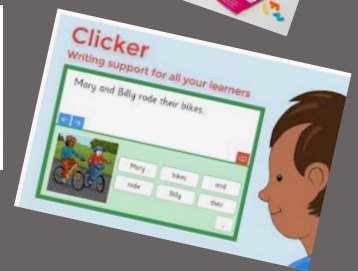 Clicker
Writing support for all your learners
Mary and Billy rode their bikes.
Mary bikes and
rode Billy their
.